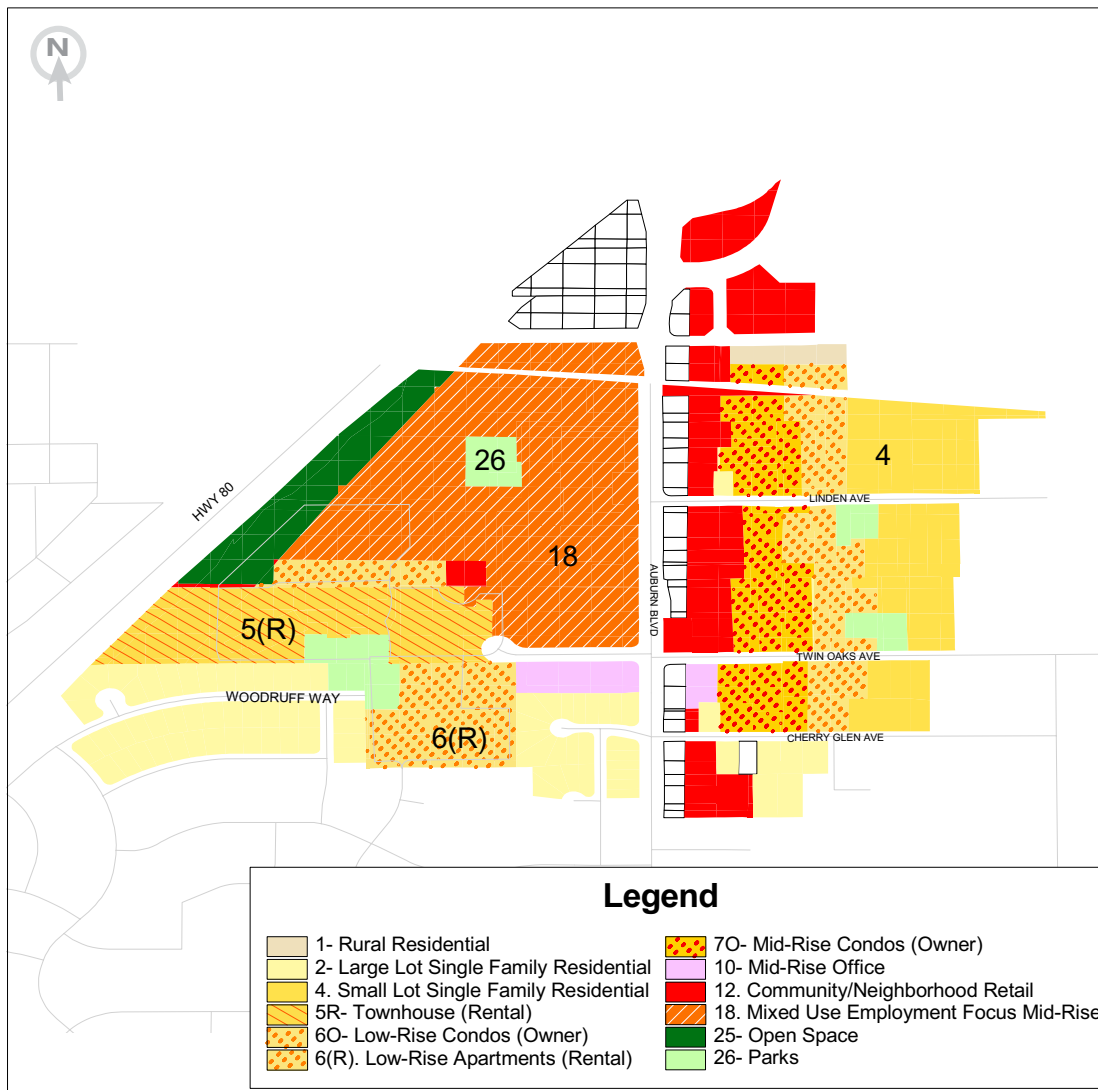 N
26
4
HWY 80
LINDEN AVE
18
AUBURN BLVD
5(R)
TWIN OAKS AVE
WOODRUFF WAY
6(R)
CHERRY GLEN AVE
Legend
1- Rural Residential
2- Large Lot Single Family Residential
4. Small Lot Single Family Residential
5R- Townhouse (Rental)
6O- Low-Rise Condos (Owner)
6(R). Low-Rise Apartments (Rental)
7O- Mid-Rise Condos (Owner)
10- Mid-Rise Office
12. Community/Neighborhood Retail
18. Mixed Use Employment Focus Mid-Rise
25- Open Space
26- Parks